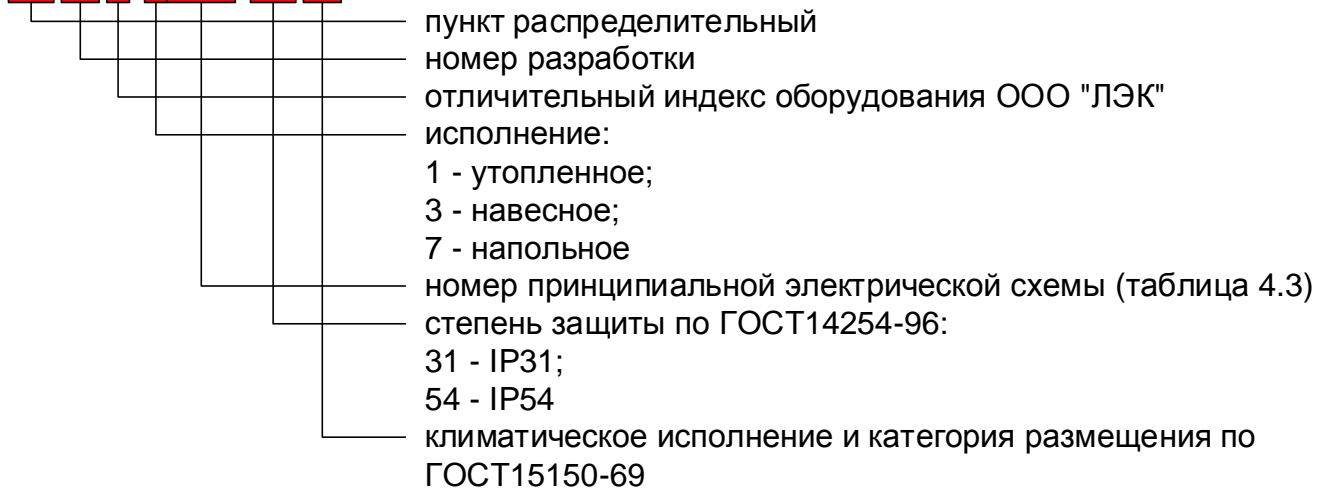 пункт распределительный
номер разработки
отличительный индекс оборудования ООО "ЛЭК"
исполнение:
1 - утопленное;
3 - навесное;
7 - напольное
номер принципиальной электрической схемы (таблица 4.3)
степень защиты по ГОСТ14254-96:
31 - IP31;
54 - IP54
климатическое исполнение и категория размещения по
ГОСТ15150-69